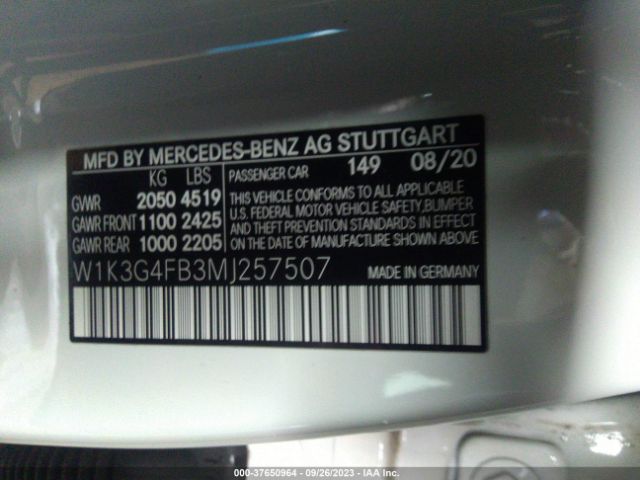 MFD BY MERCEDES-BENZ AG STUTTGART
KG LBS
GVWR 2050 4519
GAWR FRONT 1100 2425
GAWR REAR 1000 2205
PASSENGER CAR 149 08/20
THIS VEHICLE CONFORMS TO ALL APPLICABLE
U.S. FEDERAL MOTOR VEHICLE SAFETY,BUMPER
AND THEFT PREVENTION STANDARDS IN EFFECT
ON THE DATE OF MANUFACTURE SHOWN ABOVE.
W1K3G4FB3MJ257507 MADE IN GERMANY
000-37650964 - 09/26/2023 - IAA Inc.